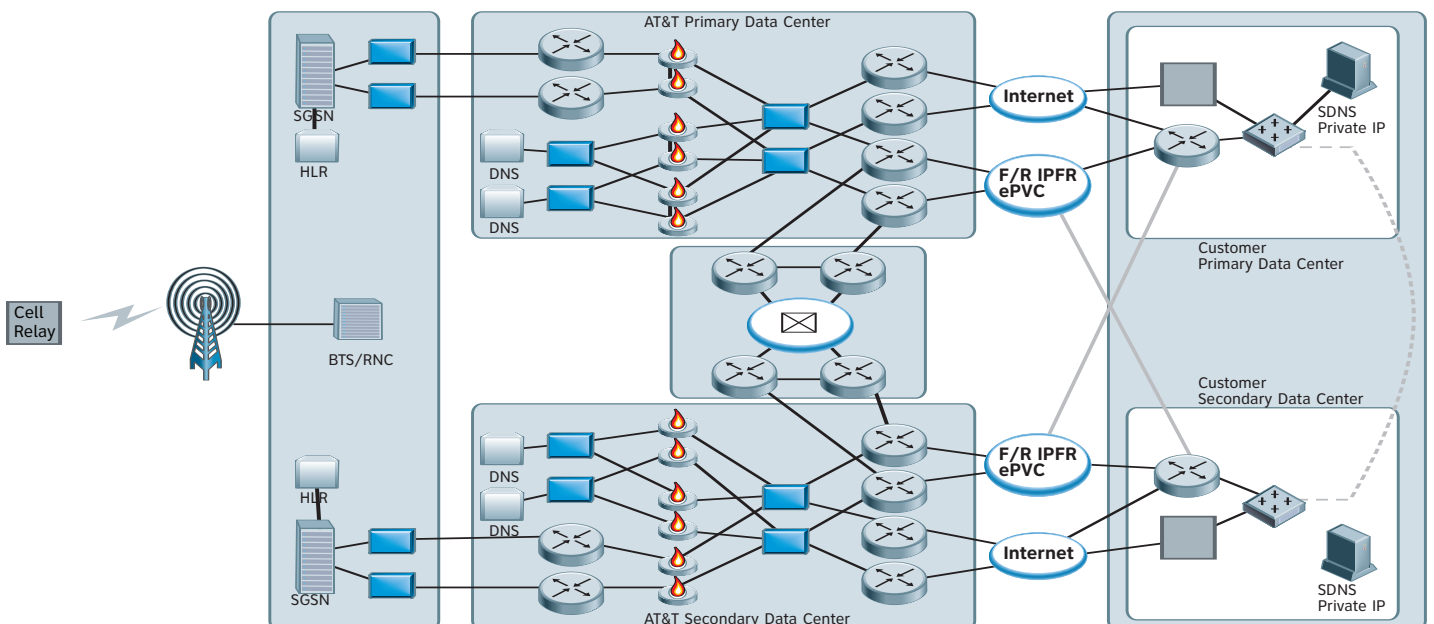 AT&T Primary Data Center
SGSN
HLR
DNS
DNS
Internet
F/R IPFR
ePVC
SDNS
Private IP
Customer
Primary Data Center
Cell
Relay
BTS/RNC
Customer
Secondary Data Center
HLR
SGSN
DNS
DNS
F/R IPFR
ePVC
Internet
SDNS
Private IP
AT&T Secondary Data Center